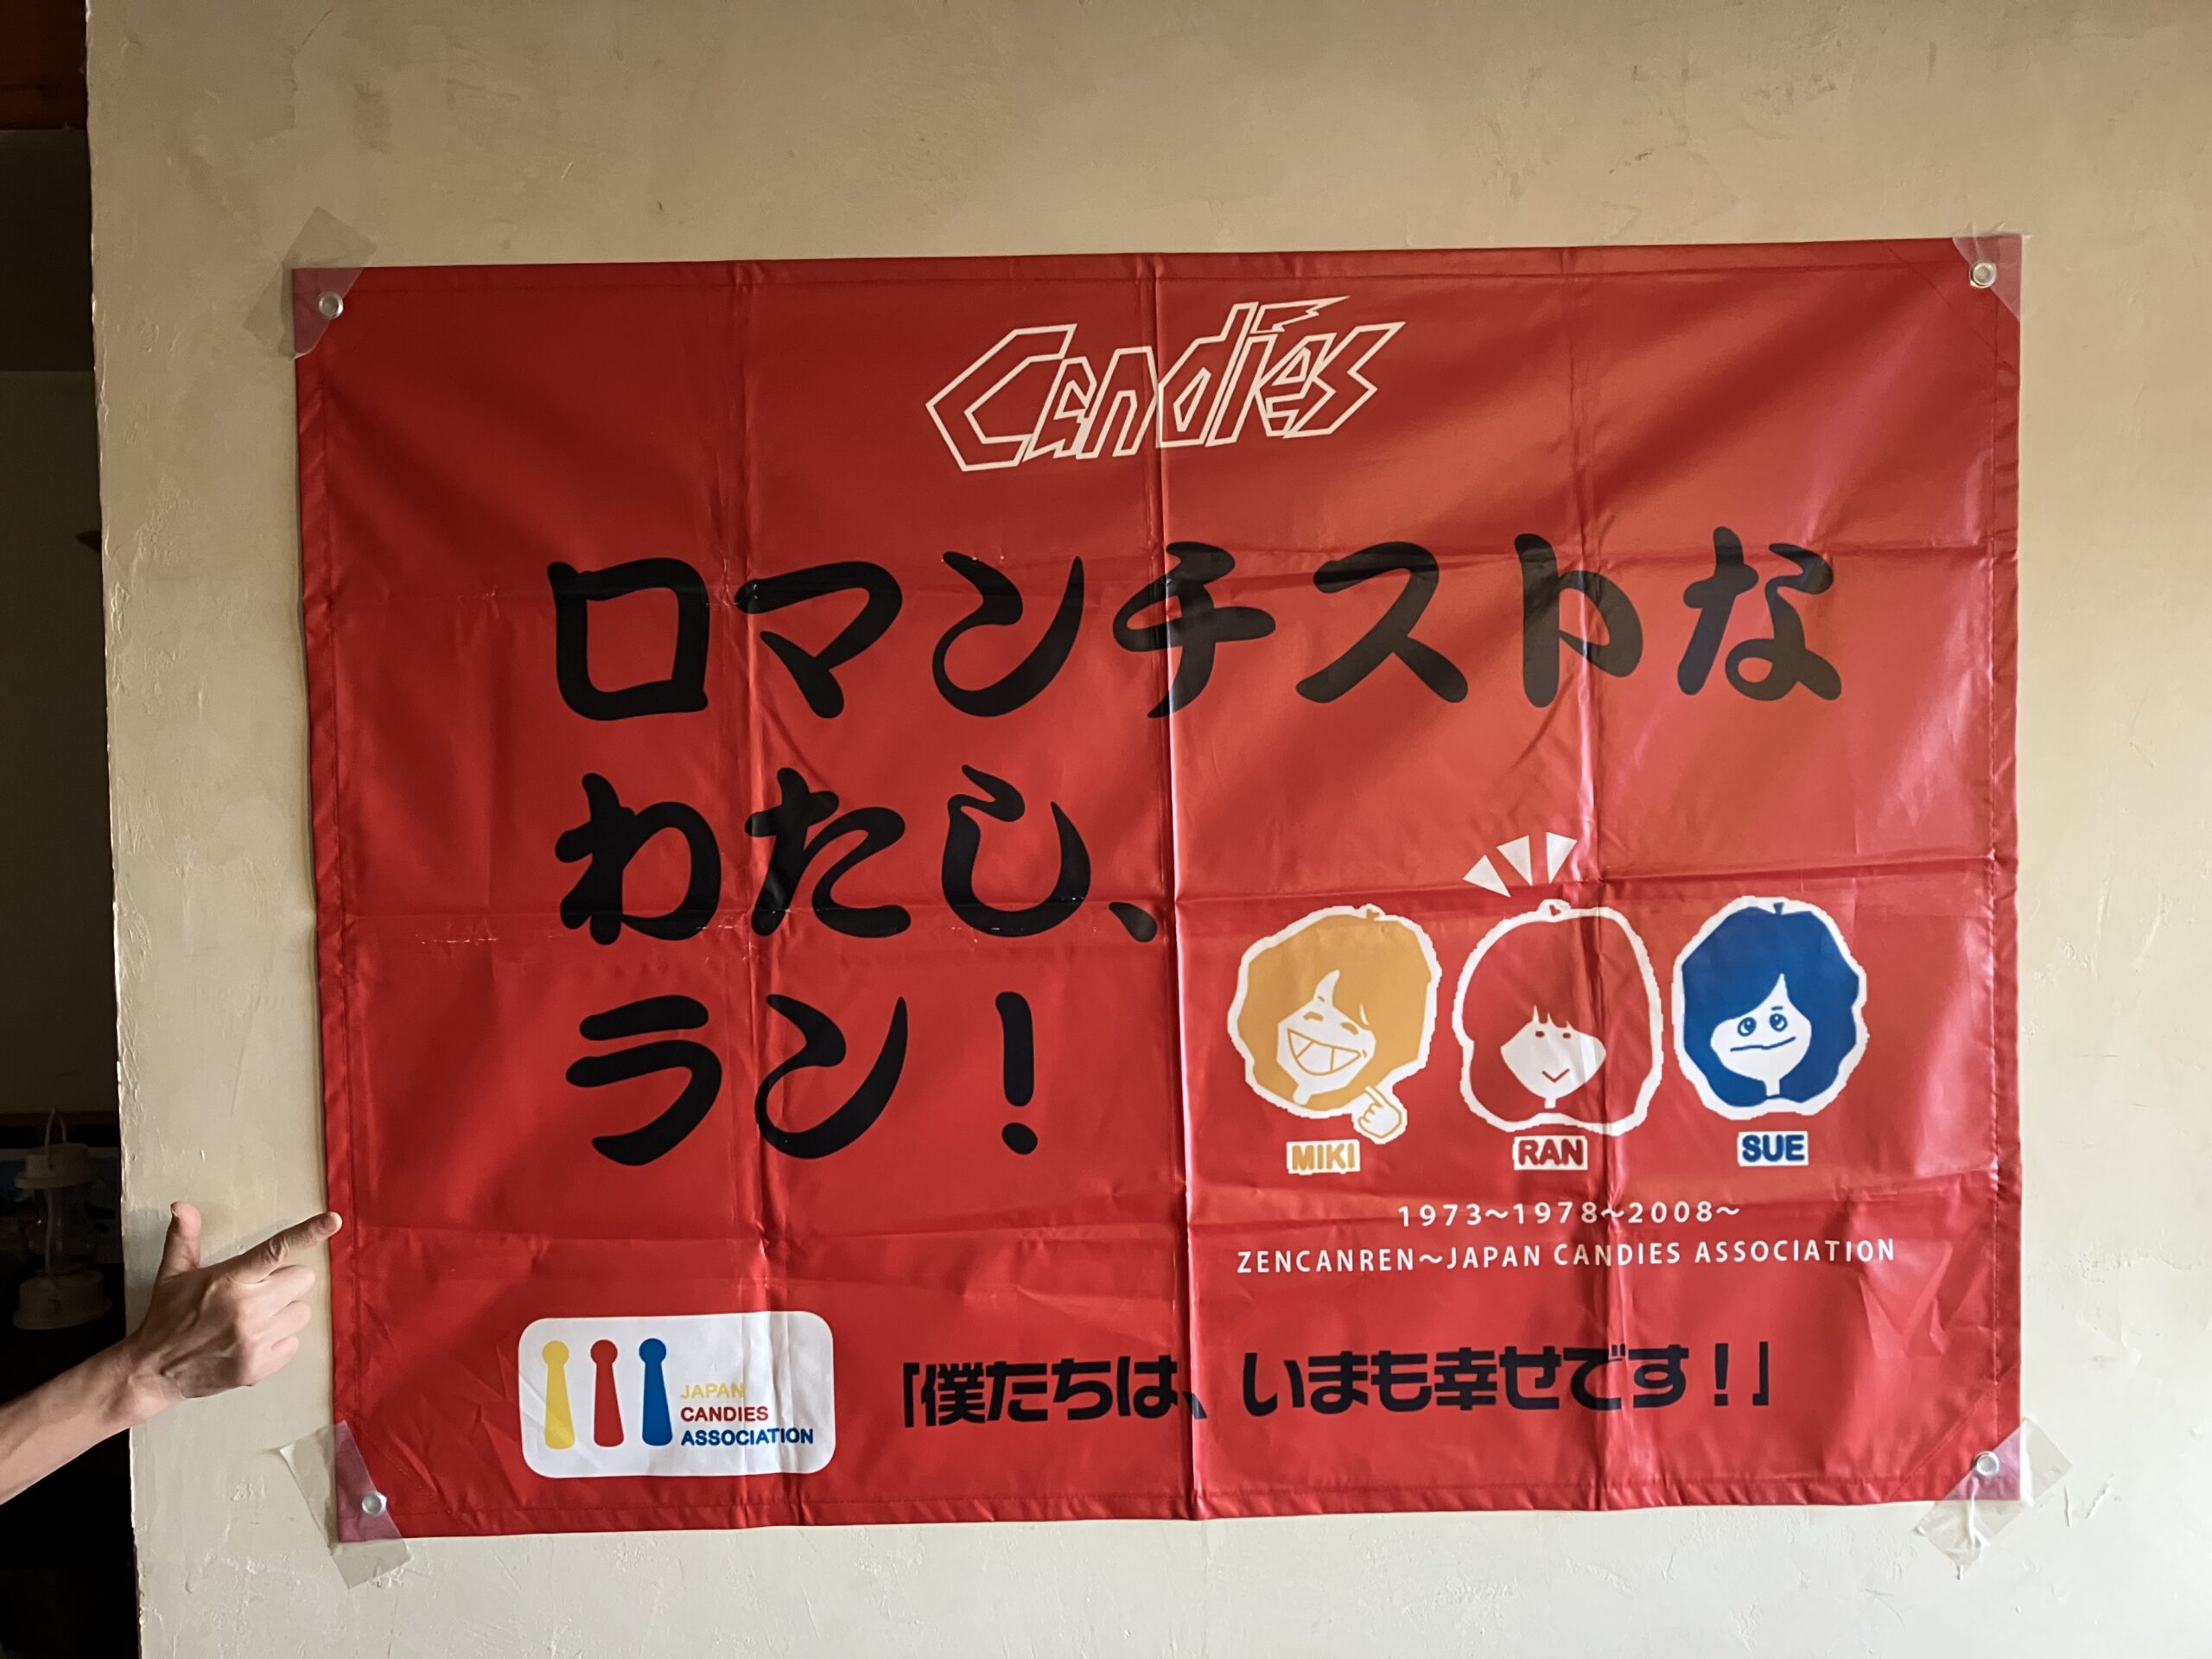 Candies
ロマンチストな
わたし、
ラン！
MIKI
RAN
SUE
1973～1978～2008～
ZENCANREN～JAPAN CANDIES ASSOCIATION
JAPAN
CANDIES
ASSOCIATION
「僕たちは、いまも幸せです！」